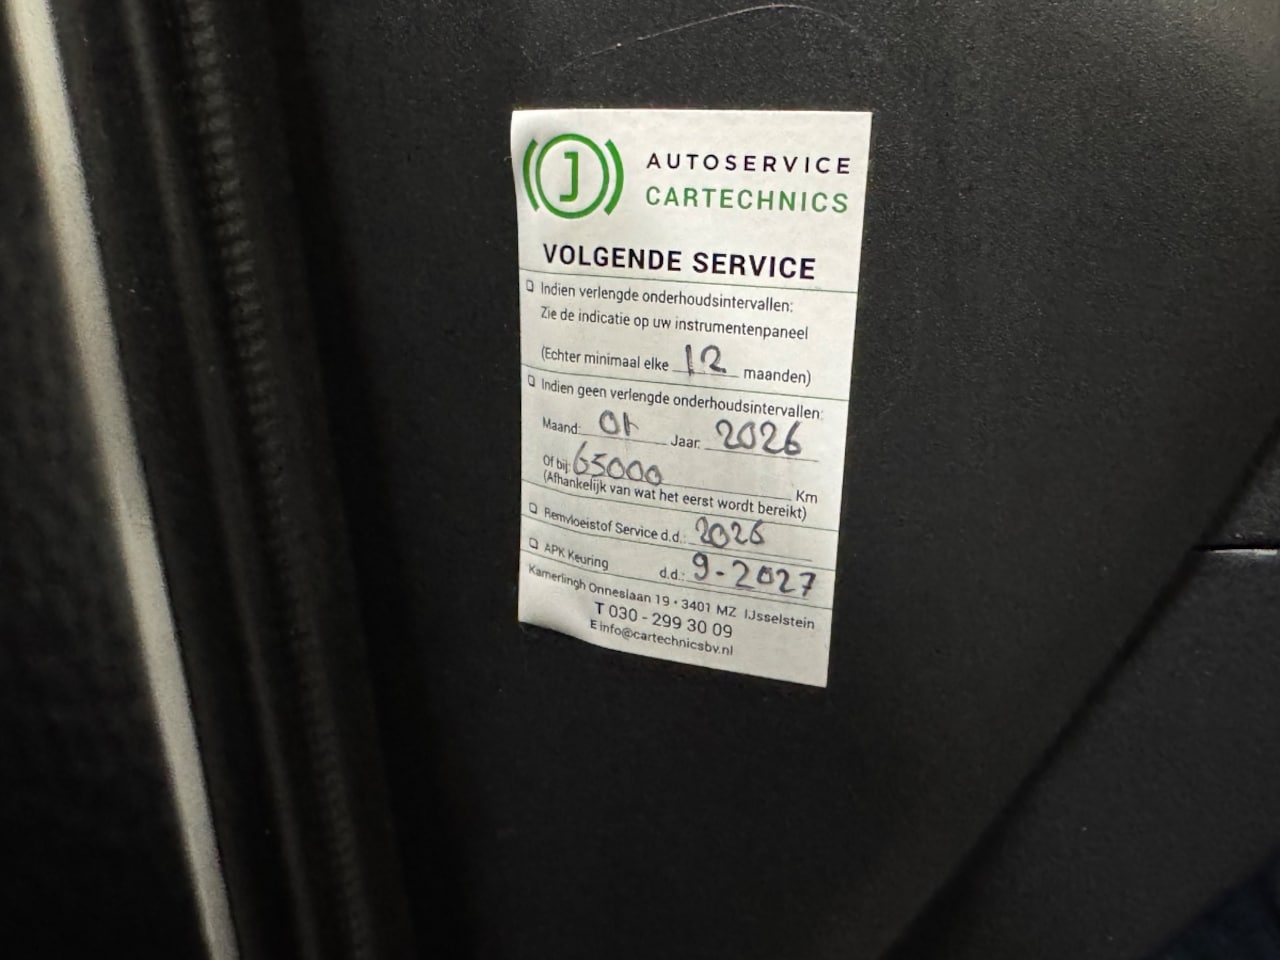 J
AUTOSERVICE
CARTECHNICS
VOLGENDE SERVICE
Indien verlengde onderhoudsintervallen:
Zie de indicatie op uw instrumentenpaneel
(Echter minimaal elke 12 maanden)
Indien geen verlengde onderhoudsintervallen:
Maand: 01 Jaar: 2026
Of bij: 65000 Km
(Afhankelijk van wat het eerst wordt bereikt)
Remvloeistof Service d.d.: 2026
APK Keuring d.d.: 9-2027
Kamerlingh Onneslaan 19 • 3401 MZ IJsselstein
T 030 - 299 30 09
E info@cartechnicsbv.nl